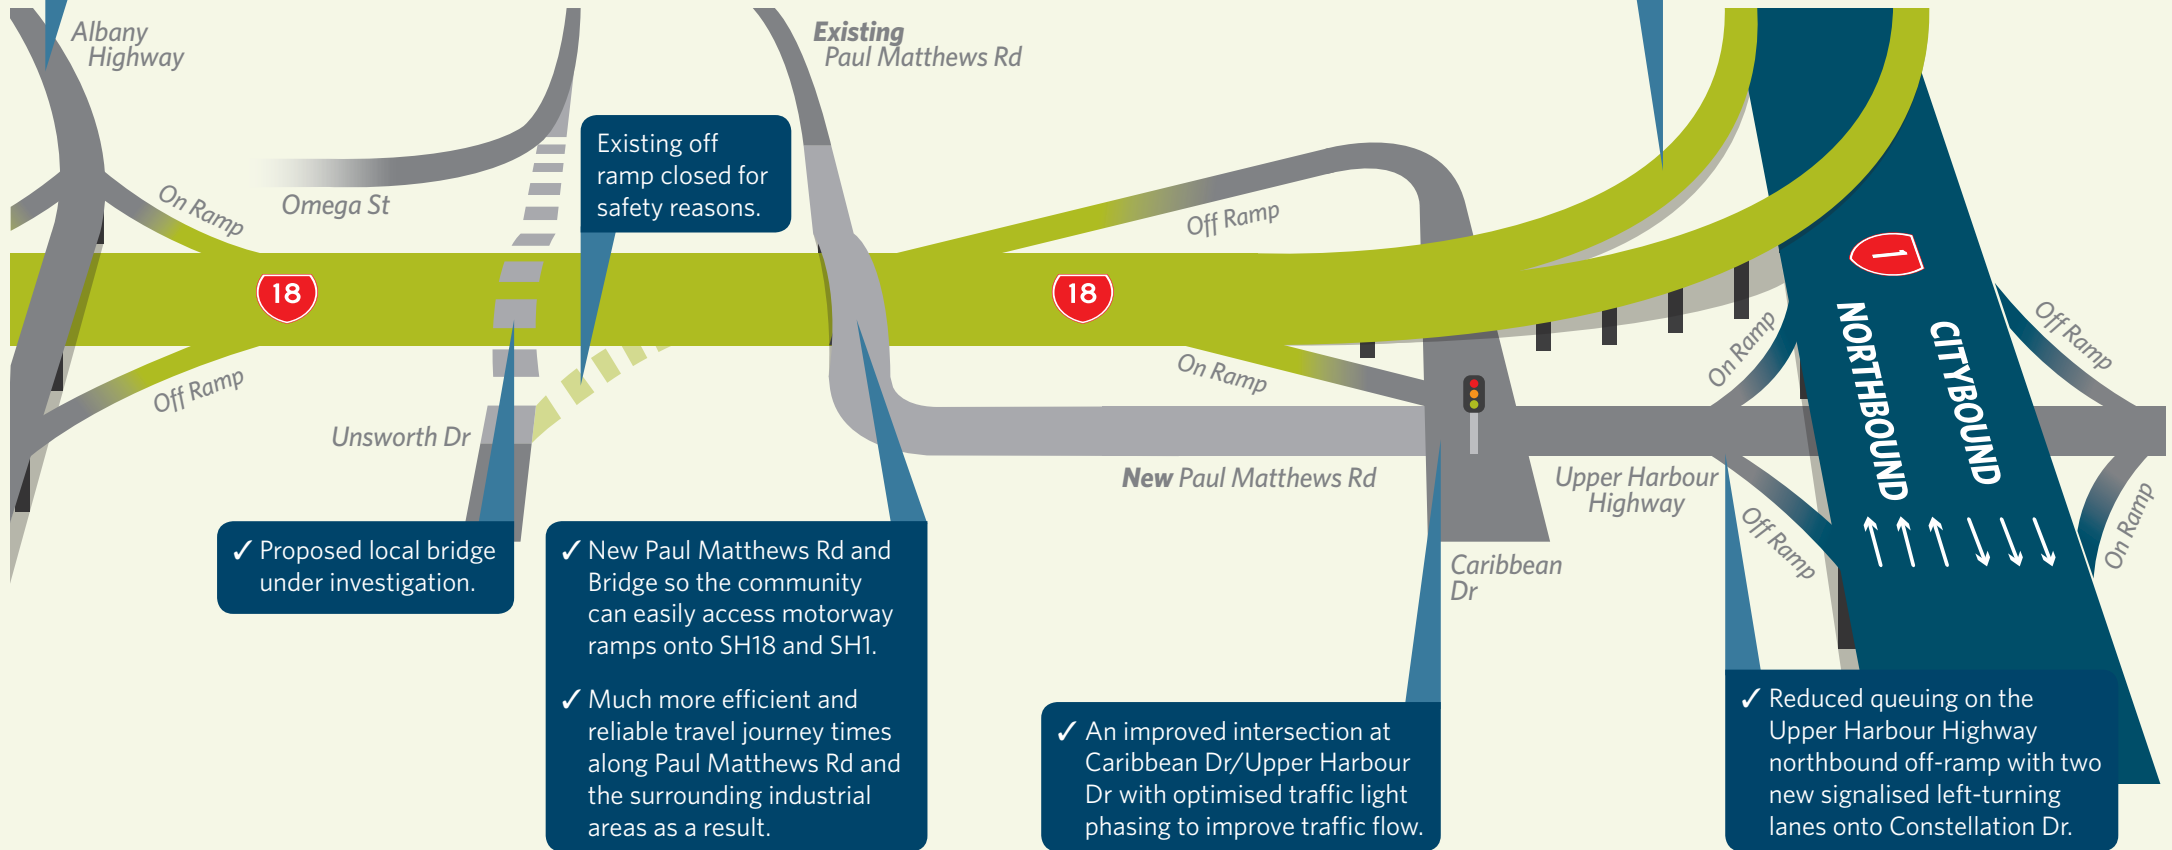 Albany
Highway
Existing
Paul Matthews Rd
Existing off
ramp closed for
safety reasons.
On Ramp
Omega St
Off Ramp
18
18
1
NORTHBOUND
CITYBOUND
On Ramp
Off Ramp
Off Ramp
On Ramp
Unsworth Dr
New Paul Matthews Rd
Upper Harbour
Highway
Off Ramp
On Ramp
Caribbean
Dr
✓ Proposed local bridge
under investigation.
✓ New Paul Matthews Rd and
Bridge so the community
can easily access motorway
ramps onto SH18 and SH1.
✓ Much more efficient and
reliable travel journey times
along Paul Matthews Rd and
the surrounding industrial
areas as a result.
✓ An improved intersection at
Caribbean Dr/Upper Harbour
Dr with optimised traffic light
phasing to improve traffic flow.
✓ Reduced queuing on the
Upper Harbour Highway
northbound off-ramp with two
new signalised left-turning
lanes onto Constellation Dr.